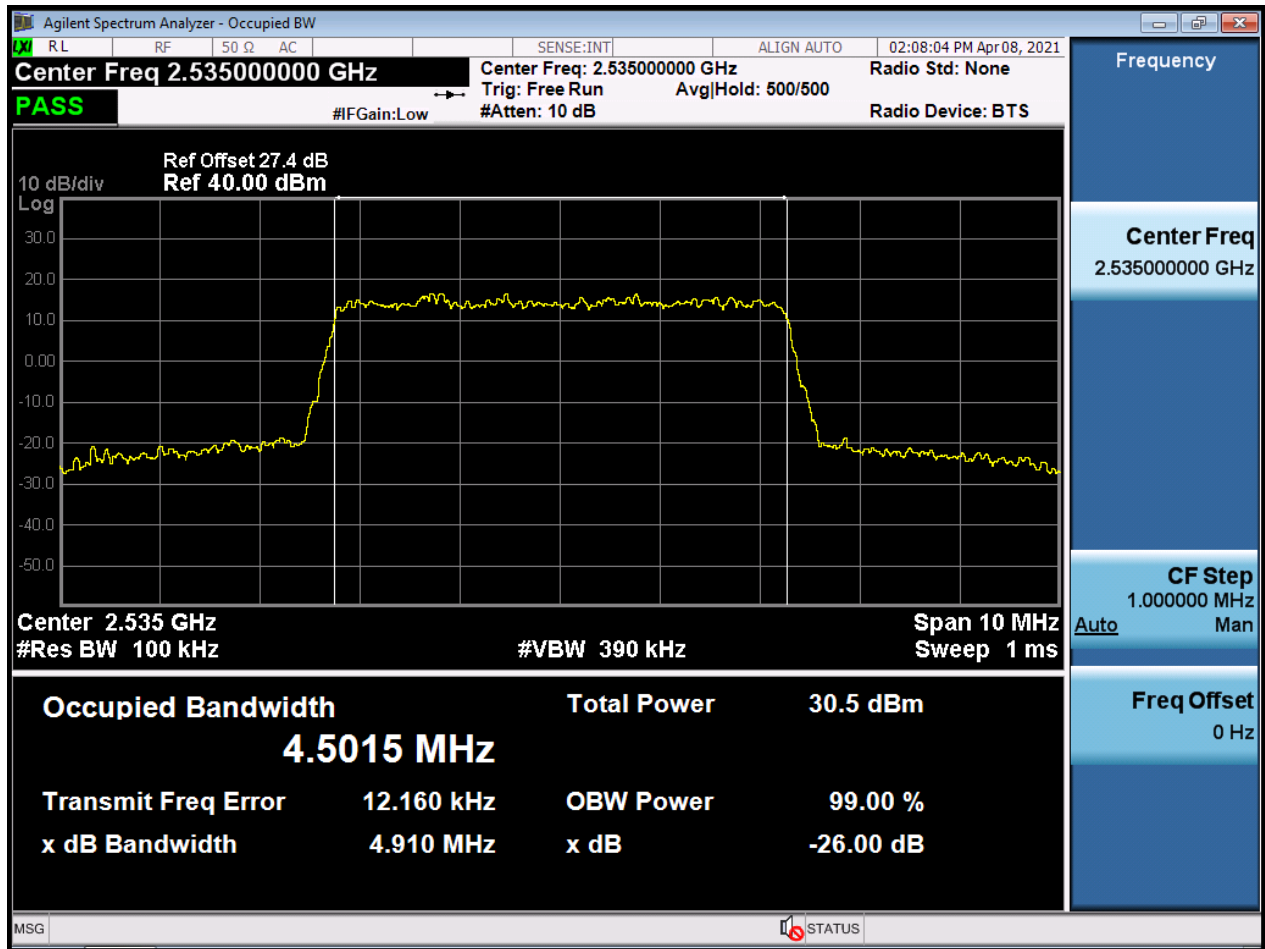 Agilent Spectrum Analyzer - Occupied BW
LXI RL RF 50 Ω AC SENSE:INT ALIGN AUTO 02:08:04 PM Apr 08, 2021
Center Freq 2.535000000 GHz
PASS
#IFGain:Low
Center Freq: 2.535000000 GHz
Trig: Free Run Avg|Hold: 500/500
#Atten: 10 dB
Radio Std: None
Radio Device: BTS
Ref Offset 27.4 dB
10 dB/div Ref 40.00 dBm
Log
30.0
20.0
10.0
0.00
-10.0
-20.0
-30.0
-40.0
-50.0
Center 2.535 GHz Span 10 MHz
#Res BW 100 kHz #VBW 390 kHz Sweep 1 ms
Occupied Bandwidth Total Power 30.5 dBm
4.5015 MHz
Transmit Freq Error 12.160 kHz OBW Power 99.00 %
x dB Bandwidth 4.910 MHz x dB -26.00 dB
Frequency
Center Freq
2.535000000 GHz
CF Step
1.000000 MHz
Auto Man
Freq Offset
0 Hz
MSG STATUS